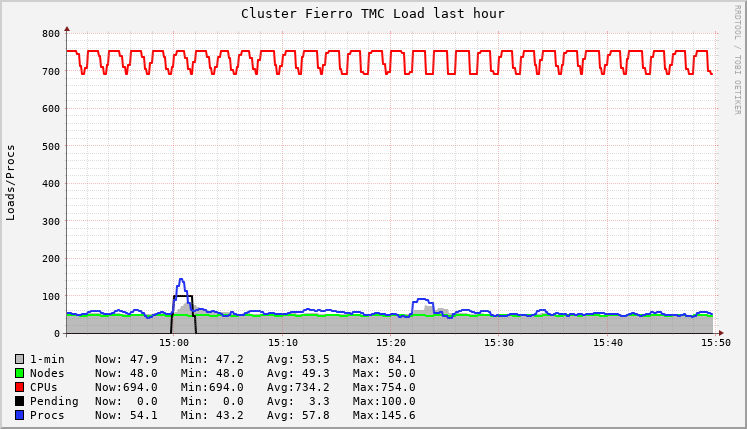 Cluster Fierro TMC Load last hour
RRDTOOL / TOBI OETIKER
Loads/Procs
800
700
600
500
400
300
200
100
0
15:00 15:10 15:20 15:30 15:40 15:50
1-min Now: 47.9 Min: 47.2 Avg: 53.5 Max: 84.1
Nodes Now: 48.0 Min: 48.0 Avg: 49.3 Max: 50.0
CPUs Now:694.0 Min:694.0 Avg:734.2 Max:754.0
Pending Now: 0.0 Min: 0.0 Avg: 3.3 Max:100.0
Procs Now: 54.1 Min: 43.2 Avg: 57.8 Max:145.6